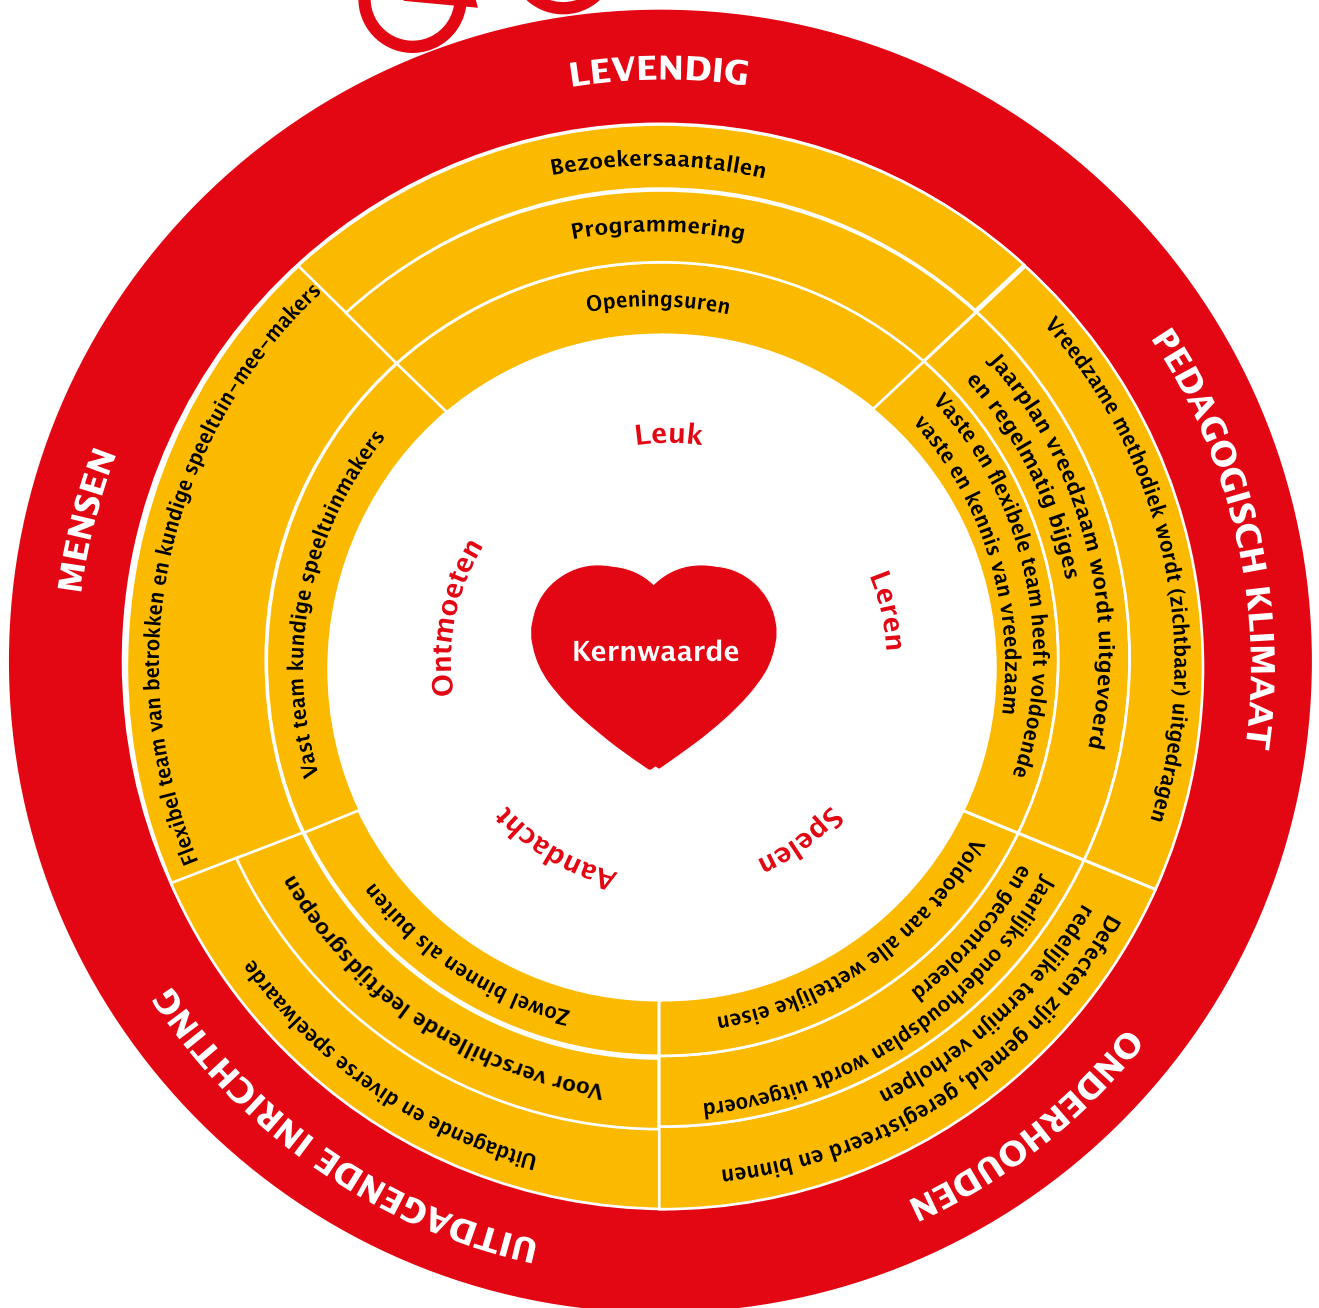 LEVENDIG
Bezoekersaantallen
Programmering
Openingsuren
PEDAGOGISCH KLIMAAT
Vreedzame methodiek wordt (zichtbaar) uitgedragen
Jaarplan vreedzaam wordt uitgevoerd
en regelmatig bijges
Vaste en flexibele team heeft voldoende
vaste en kennis van vreedzaam
ONDERHOUDEN
Defecten zijn gemeld, geregistreerd en binnen
redelijke termijn verholpen
Jaarlijks onderhoudsplan wordt uitgevoerd
en gecontroleerd
Voldoet aan alle wettelijke eisen
UITDAGENDE INRICHTING
Uitdagende en diverse speelwaarde
Voor verschillende leeftijdsgroepen
Zowel binnen als buiten
MENSEN
Flexibel team van betrokken en kundige speeltuin-mee-makers
Vast team kundige speeltuinmakers
Leuk
Leren
Spelen
Aandacht
Ontmoeten
Kernwaarde